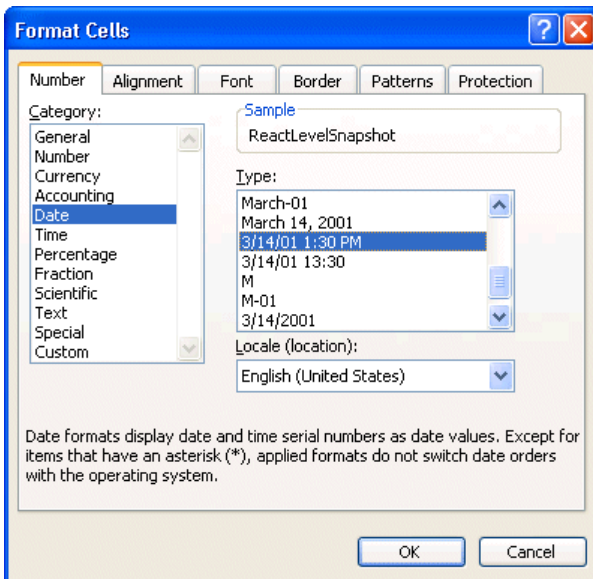 Format Cells
Number
Alignment
Font
Border
Patterns
Protection
Category:
General
Number
Currency
Accounting
Date
Time
Percentage
Fraction
Scientific
Text
Special
Custom
Sample
ReactLevelSnapshot
Type:
March-01
March 14, 2001
3/14/01 1:30 PM
3/14/01 13:30
M
M-01
3/14/2001
Locale (location):
English (United States)
Date formats display date and time serial numbers as date values. Except for
items that have an asterisk (*), applied formats do not switch date orders
with the operating system.
OK
Cancel